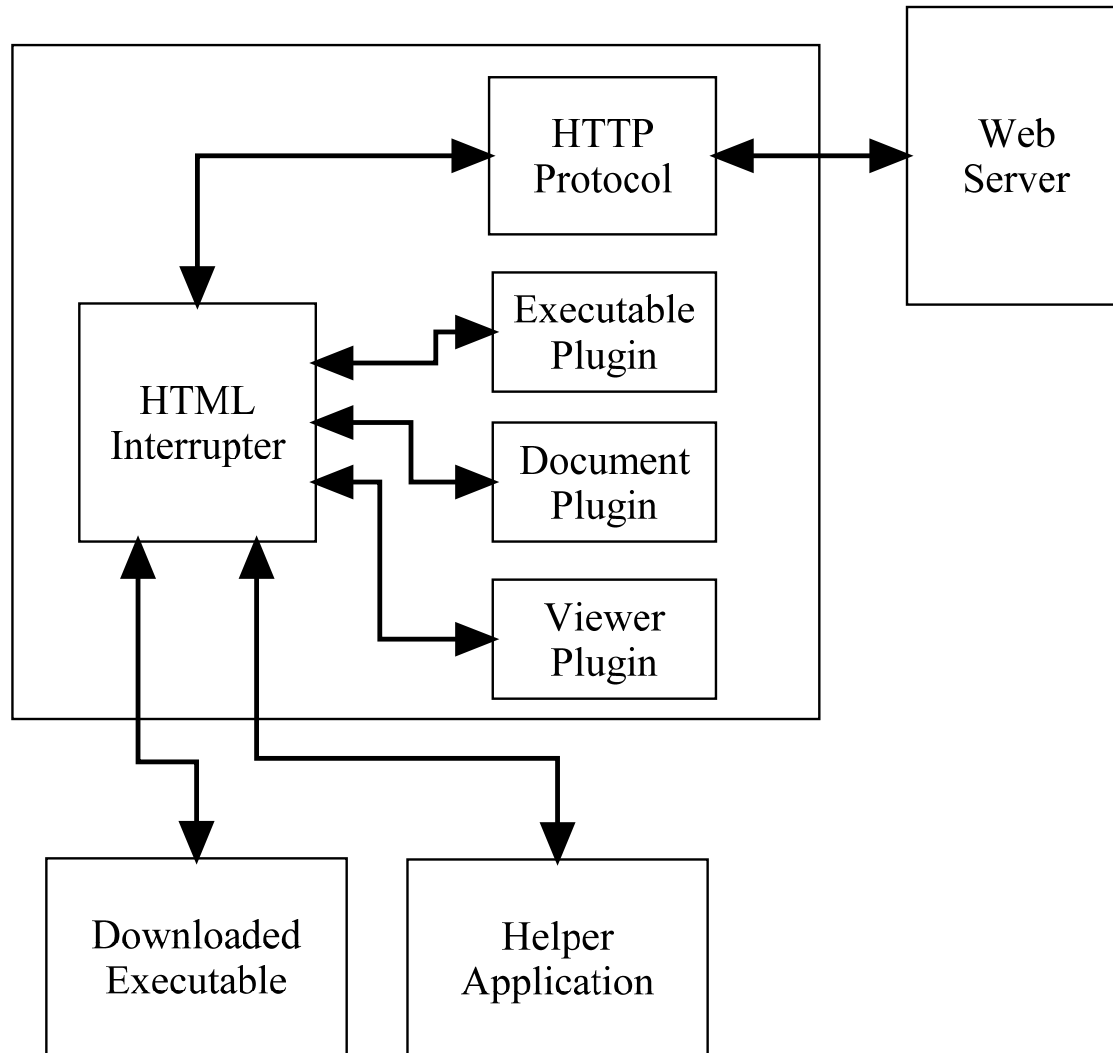 HTTP
Protocol
Web
Server
Executable
Plugin
HTML
Interrupter
Document
Plugin
Viewer
Plugin
Downloaded
Executable
Helper
Application